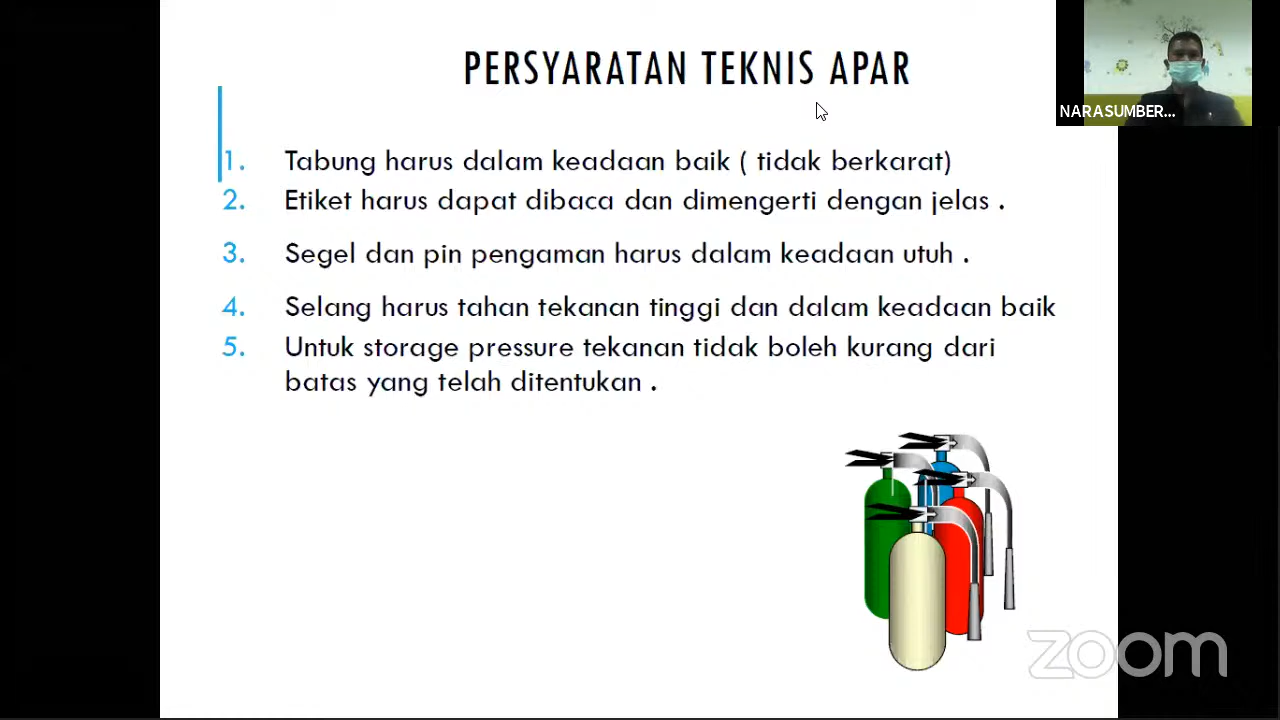 PERSYARATAN TEKNIS APAR
NARASUMBER...
1. Tabung harus dalam keadaan baik ( tidak berkarat)
2. Etiket harus dapat dibaca dan dimengerti dengan jelas .
3. Segel dan pin pengaman harus dalam keadaan utuh .
4. Selang harus tahan tekanan tinggi dan dalam keadaan baik
5. Untuk storage pressure tekanan tidak boleh kurang dari
batas yang telah ditentukan .
zoom